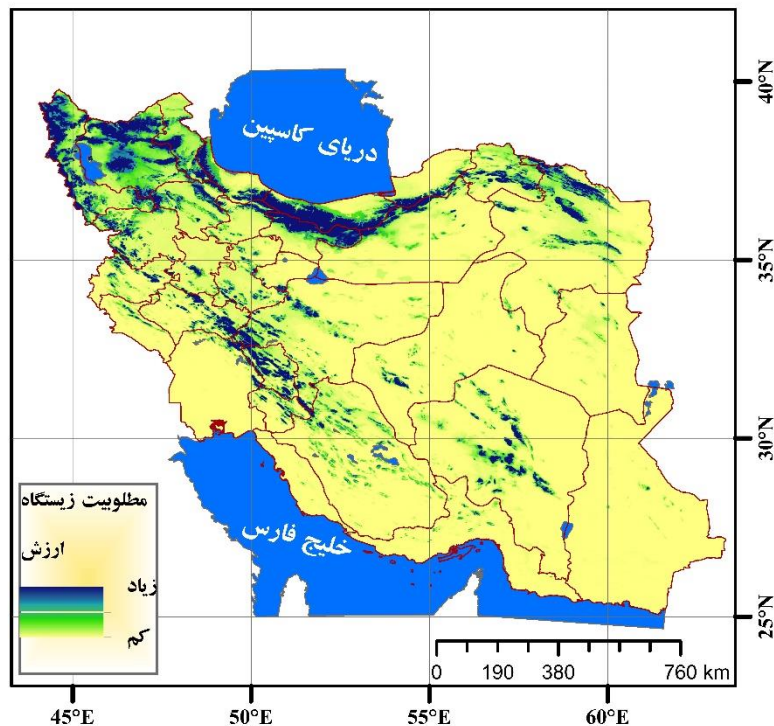 40°N
دریای کاسپین
35°N
30°N
مطلوبیت زیستگاه
ارزش
زیاد
کم
خلیج فارس
25°N
0 190 380 760 km
45°E 50°E 55°E 60°E